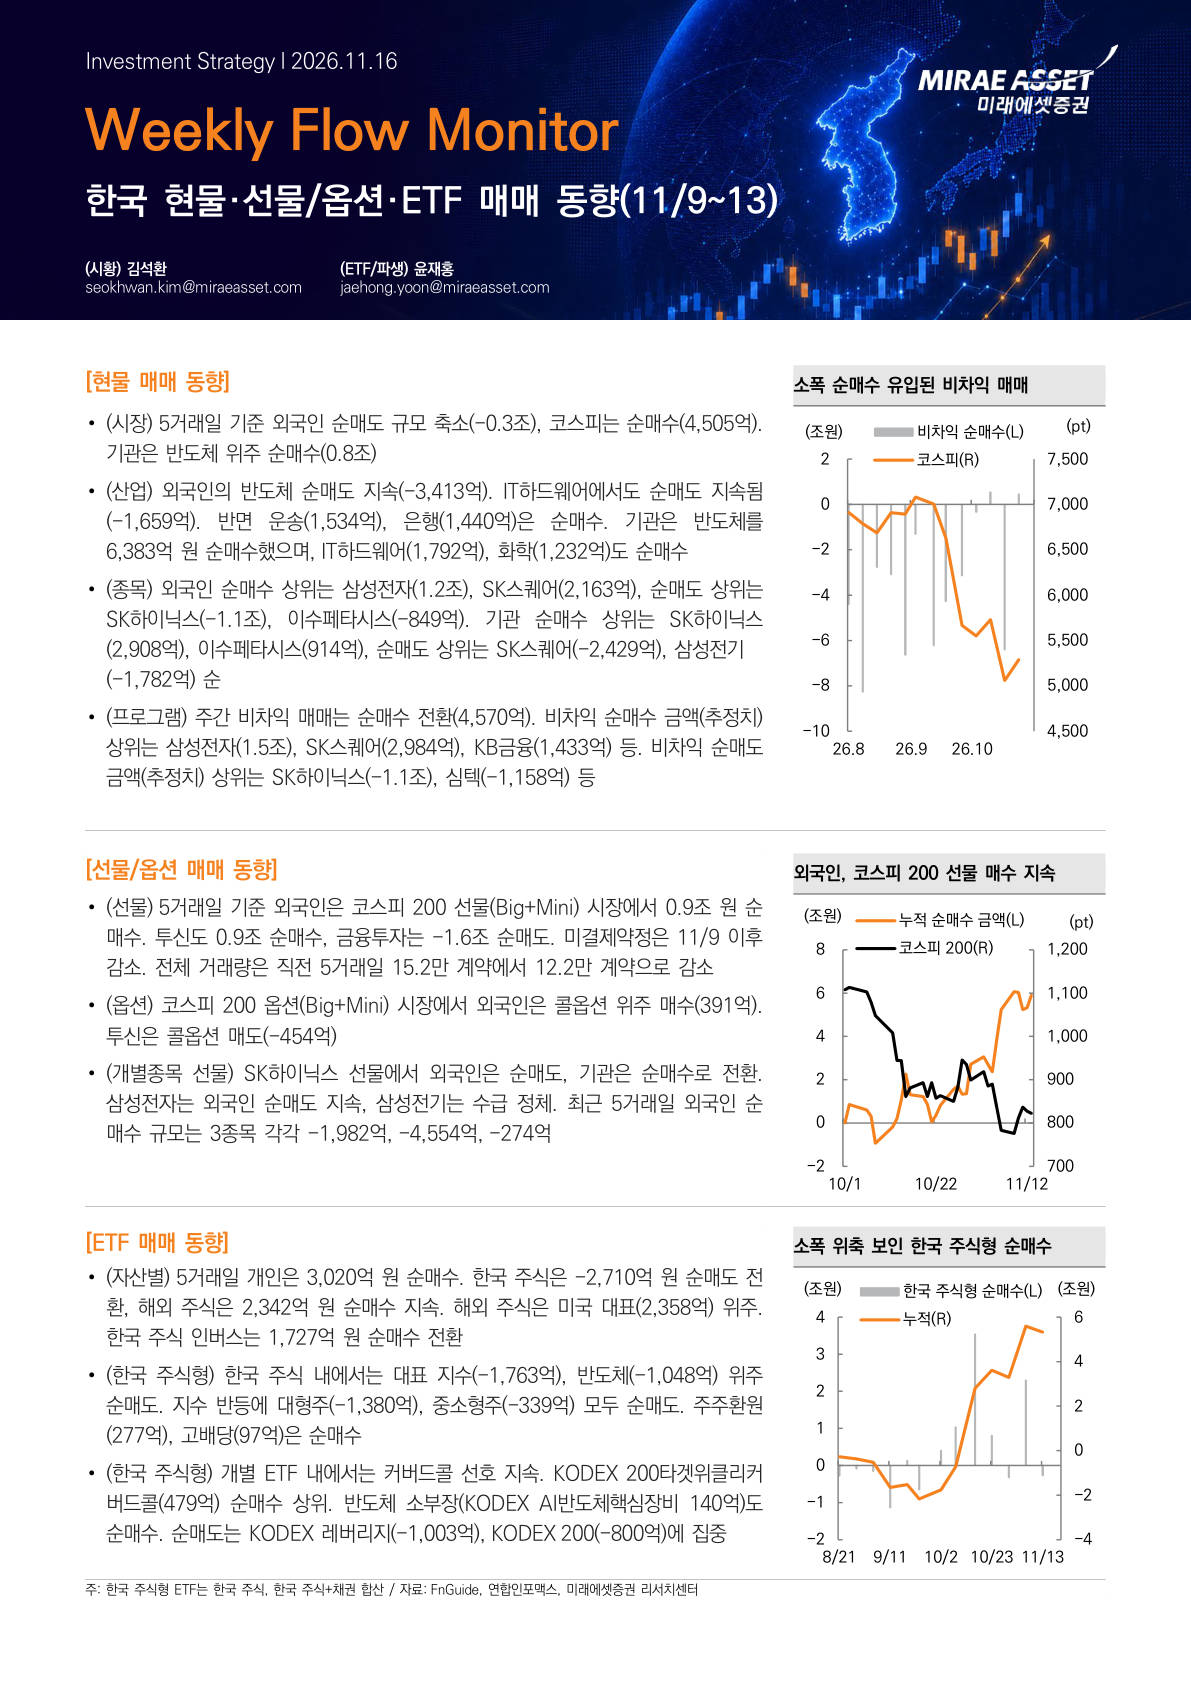 Investment Strategy | 2026.11.16
MIRAE ASSET
미래에셋증권
Weekly Flow Monitor
한국 현물·선물/옵션·ETF 매매 동향(11/9~13)
(시황) 김석환
seokhwan.kim@miraeasset.com
(ETF/파생) 윤재홍
jaehong.yoon@miraeasset.com
[현물 매매 동향]
• (시장) 5거래일 기준 외국인 순매도 규모 축소(-0.3조), 코스피는 순매수(4,505억).
기관은 반도체 위주 순매수(0.8조)
• (산업) 외국인의 반도체 순매도 지속(-3,413억). IT하드웨어에서도 순매도 지속됨
(-1,659억). 반면 운송(1,534억), 은행(1,440억)은 순매수. 기관은 반도체를
6,383억 원 순매수했으며, IT하드웨어(1,792억), 화학(1,232억)도 순매수
• (종목) 외국인 순매수 상위는 삼성전자(1.2조), SK스퀘어(2,163억), 순매도 상위는
SK하이닉스(-1.1조), 이수페타시스(-849억). 기관 순매수 상위는 SK하이닉스
(2,908억), 이수페타시스(914억), 순매도 상위는 SK스퀘어(-2,429억), 삼성전기
(-1,782억) 순
• (프로그램) 주간 비차익 매매는 순매수 전환(4,570억). 비차익 순매수 금액(추정치)
상위는 삼성전자(1.5조), SK스퀘어(2,984억), KB금융(1,433억) 등. 비차익 순매도
금액(추정치) 상위는 SK하이닉스(-1.1조), 심텍(-1,158억) 등
소폭 순매수 유입된 비차익 매매
(조원)
비차익 순매수(L)
(pt)
코스피(R)
2
0
-2
-4
-6
-8
-10
7,500
7,000
6,500
6,000
5,500
5,000
4,500
26.8
26.9
26.10
[선물/옵션 매매 동향]
• (선물) 5거래일 기준 외국인은 코스피 200 선물(Big+Mini) 시장에서 0.9조 원 순
매수. 투신도 0.9조 순매수, 금융투자는 -1.6조 순매도. 미결제약정은 11/9 이후
감소. 전체 거래량은 직전 5거래일 15.2만 계약에서 12.2만 계약으로 감소
• (옵션) 코스피 200 옵션(Big+Mini) 시장에서 외국인은 콜옵션 위주 매수(391억).
투신은 콜옵션 매도(-454억)
• (개별종목 선물) SK하이닉스 선물에서 외국인은 순매도, 기관은 순매수로 전환.
삼성전자는 외국인 순매도 지속, 삼성전기는 수급 정체. 최근 5거래일 외국인 순
매수 규모는 3종목 각각 -1,982억, -4,554억, -274억
외국인, 코스피 200 선물 매수 지속
(조원)
누적 순매수 금액(L)
(pt)
코스피 200(R)
8
6
4
2
0
-2
1,200
1,100
1,000
900
800
700
10/1
10/22
11/12
[ETF 매매 동향]
• (자산별) 5거래일 개인은 3,020억 원 순매수. 한국 주식은 -2,710억 원 순매도 전
환, 해외 주식은 2,342억 원 순매수 지속. 해외 주식은 미국 대표(2,358억) 위주.
한국 주식 인버스는 1,727억 원 순매수 전환
• (한국 주식형) 한국 주식 내에서는 대표 지수(-1,763억), 반도체(-1,048억) 위주
순매도. 지수 반등에 대형주(-1,380억), 중소형주(-339억) 모두 순매도. 주주환원
(277억), 고배당(97억)은 순매수
• (한국 주식형) 개별 ETF 내에서는 커버드콜 선호 지속. KODEX 200타겟위클리커
버드콜(479억) 순매수 상위. 반도체 소부장(KODEX AI반도체핵심장비 140억)도
순매수. 순매도는 KODEX 레버리지(-1,003억), KODEX 200(-800억)에 집중
소폭 위축 보인 한국 주식형 순매수
(조원)
한국 주식형 순매수(L)
(조원)
누적(R)
4
3
2
1
0
-1
-2
6
4
2
0
-2
-4
8/21
9/11
10/2
10/23
11/13
주: 한국 주식형 ETF는 한국 주식, 한국 주식+채권 합산 / 자료: FnGuide, 연합인포맥스, 미래에셋증권 리서치센터